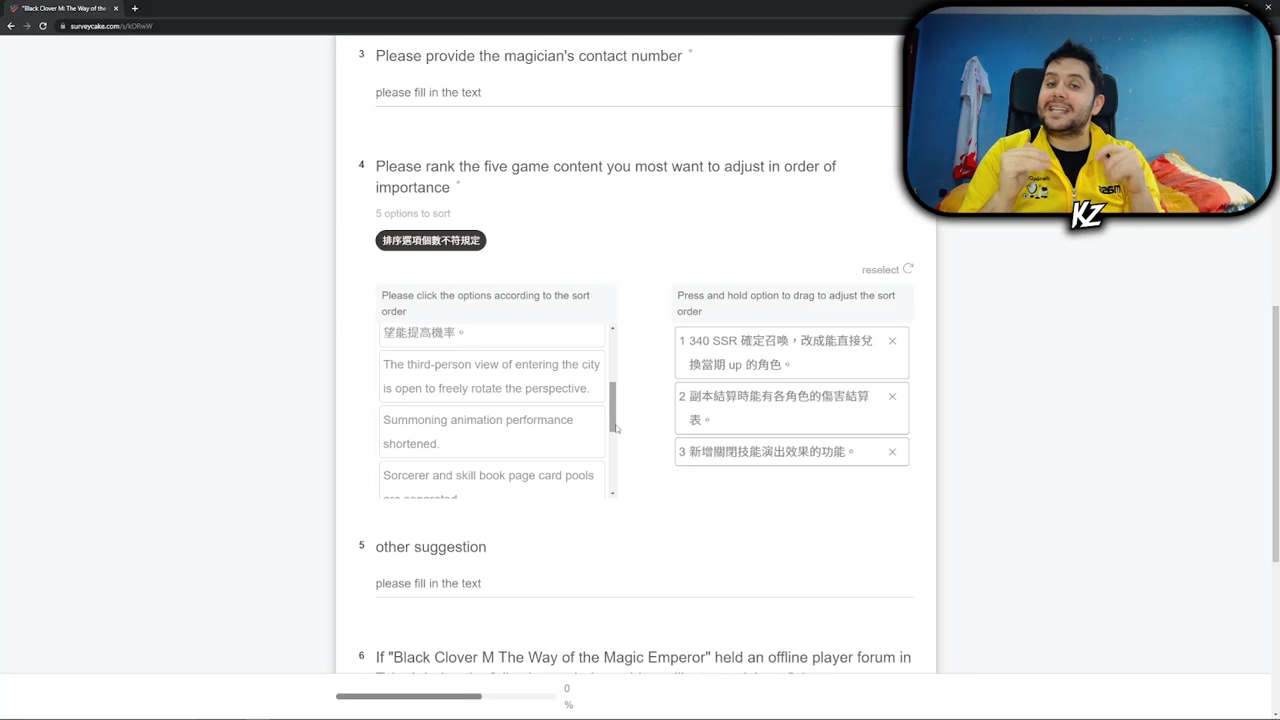 "Black Clover M: The Way of the
surveycake.com/s/kORwW
3 Please provide the magician's contact number *
please fill in the text
4 Please rank the five game content you most want to adjust in order of
importance *
5 options to sort
排序選項個數不符規定
reselect
Please click the options according to the sort
order
望能提高機率。
The third-person view of entering the city
is open to freely rotate the perspective.
Summoning animation performance
shortened.
Sorcerer and skill book page card pools
are separated
Press and hold option to drag to adjust the sort
order
1 340 SSR 確定召喚，改成能直接兌
換當期 up 的角色。
2 副本結算時能有各角色的傷害結算
表。
3 新增關閉技能演出效果的功能。
5 other suggestion
please fill in the text
6 If "Black Clover M The Way of the Magic Emperor" held an offline player forum in
0
%
KZ